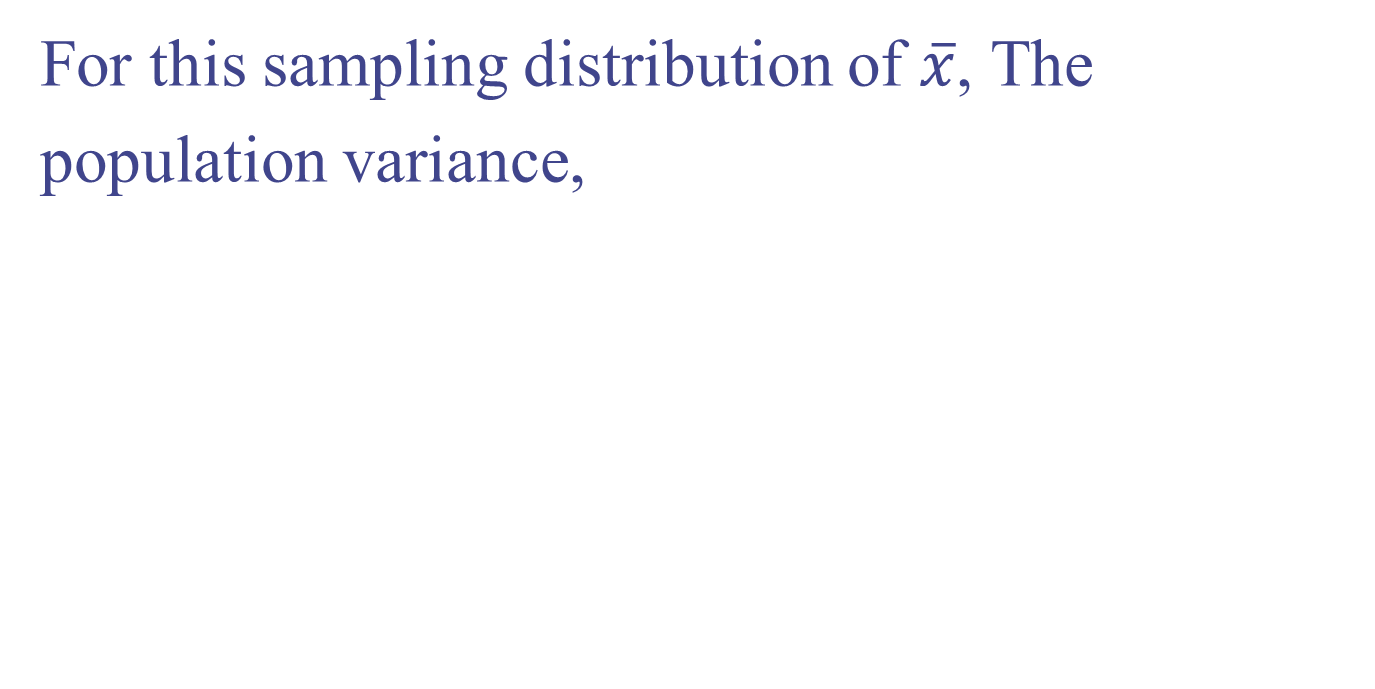 For this sampling distribution of x̄, The
population variance,